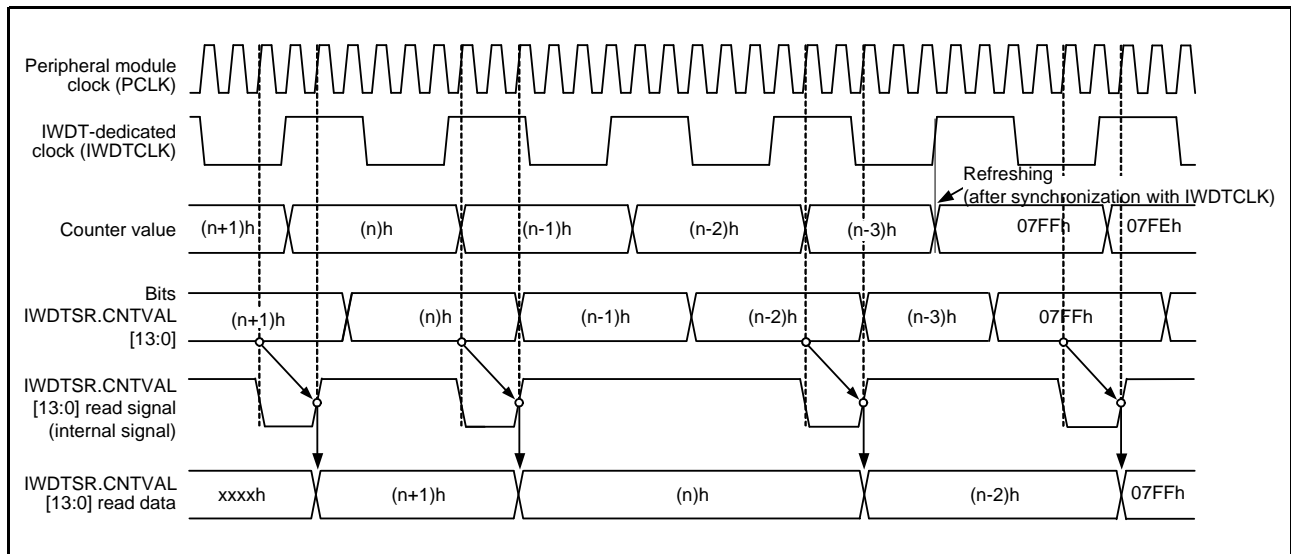 Peripheral module
clock (PCLK)
IWDT-dedicated
clock (IWDTCLK)
Refreshing
(after synchronization with IWDTCLK)
Counter value
(n+1)h
(n)h
(n-1)h
(n-2)h
(n-3)h
07FFh
07FEh
Bits
IWDTSR.CNTVAL
[13:0]
(n+1)h
(n)h
(n-1)h
(n-2)h
(n-3)h
07FFh
IWDTSR.CNTVAL
[13:0] read signal
(internal signal)
IWDTSR.CNTVAL
[13:0] read data
xxxxh
(n+1)h
(n)h
(n-2)h
07FFh